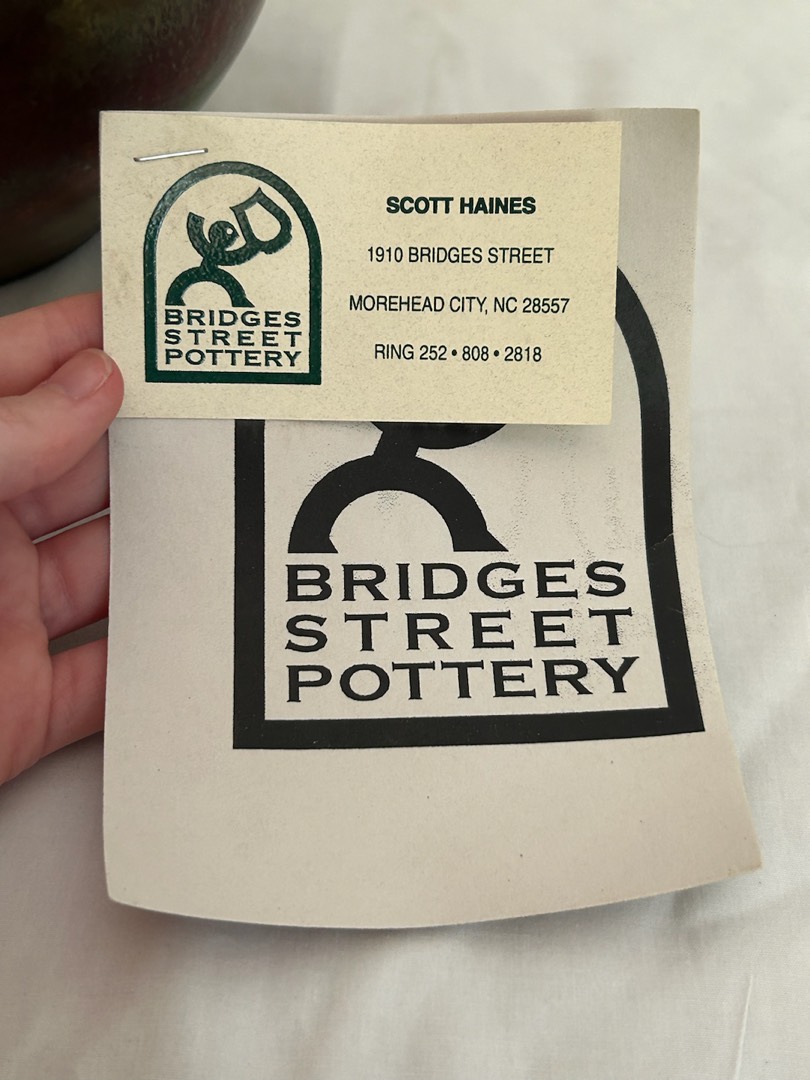 BRIDGES
STREET
POTTERY
SCOTT HAINES
1910 BRIDGES STREET
MOREHEAD CITY, NC 28557
RING 252 • 808 • 2818
BRIDGES
STREET
POTTERY